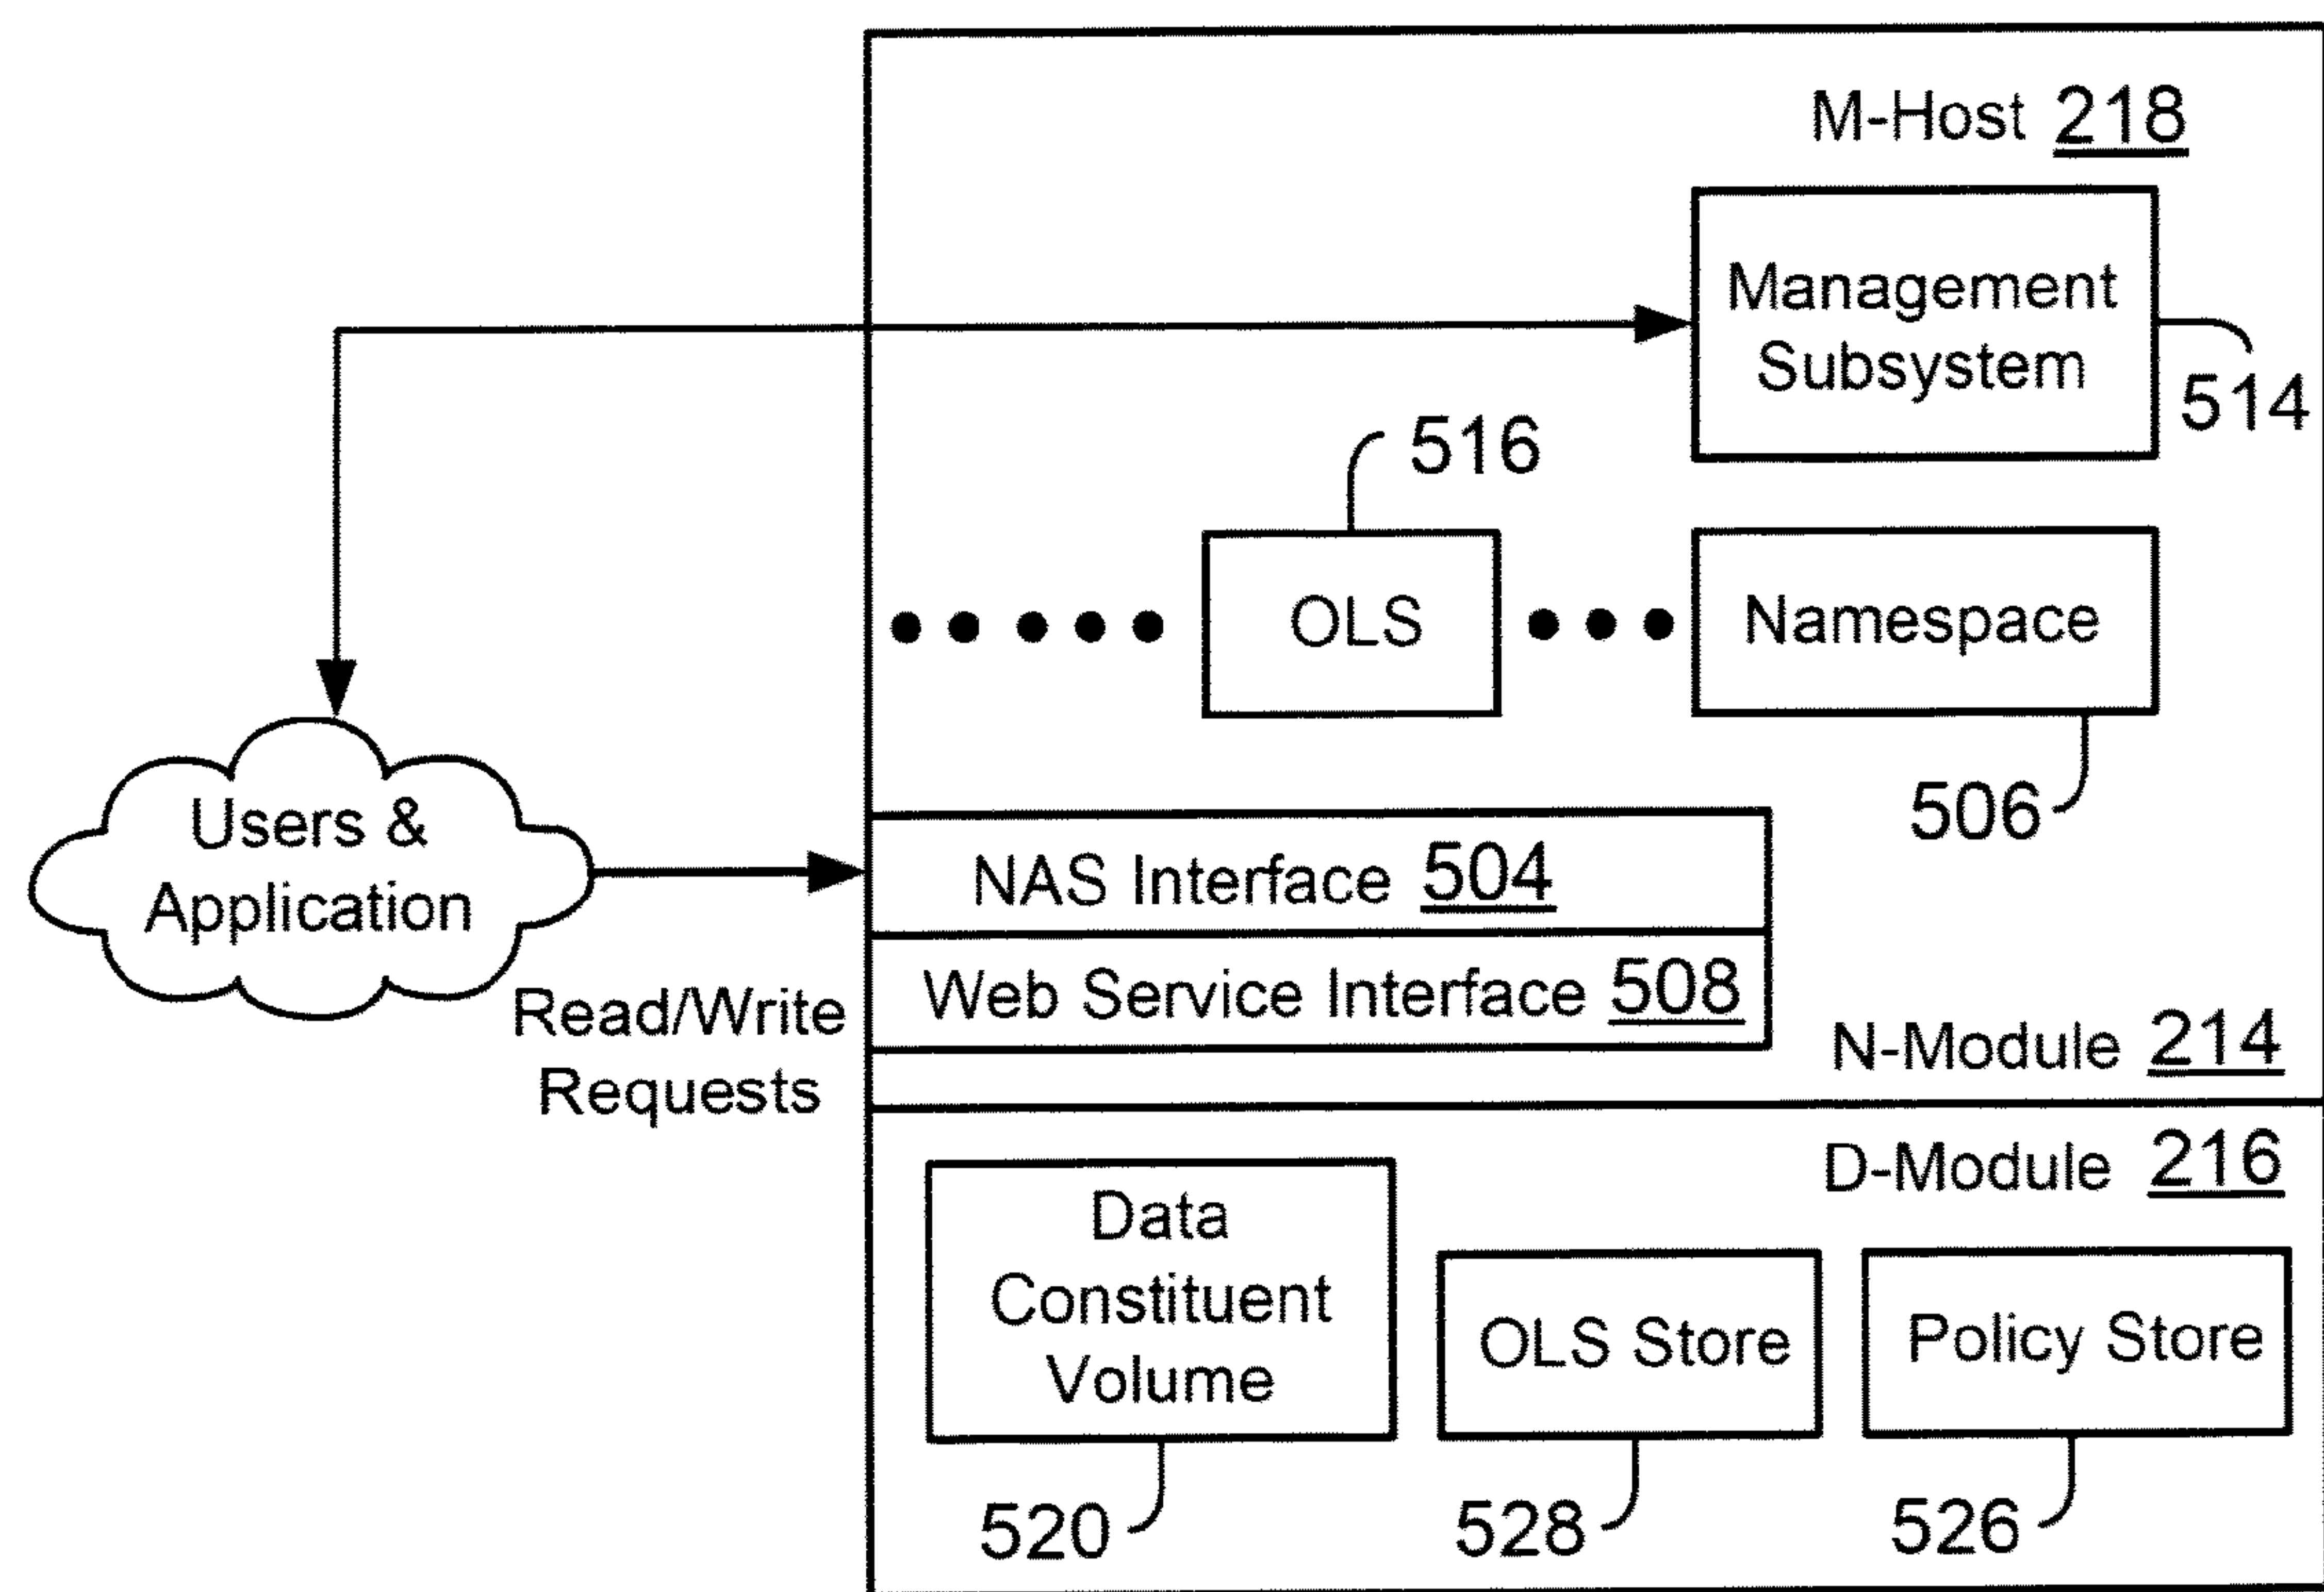 M-Host 218
Management
Subsystem
514
516
OLS
Namespace
506
Users &
Application
Read/Write
Requests
NAS Interface 504
Web Service Interface 508
N-Module 214
D-Module 216
Data
Constituent
Volume
OLS Store
Policy Store
520
528
526